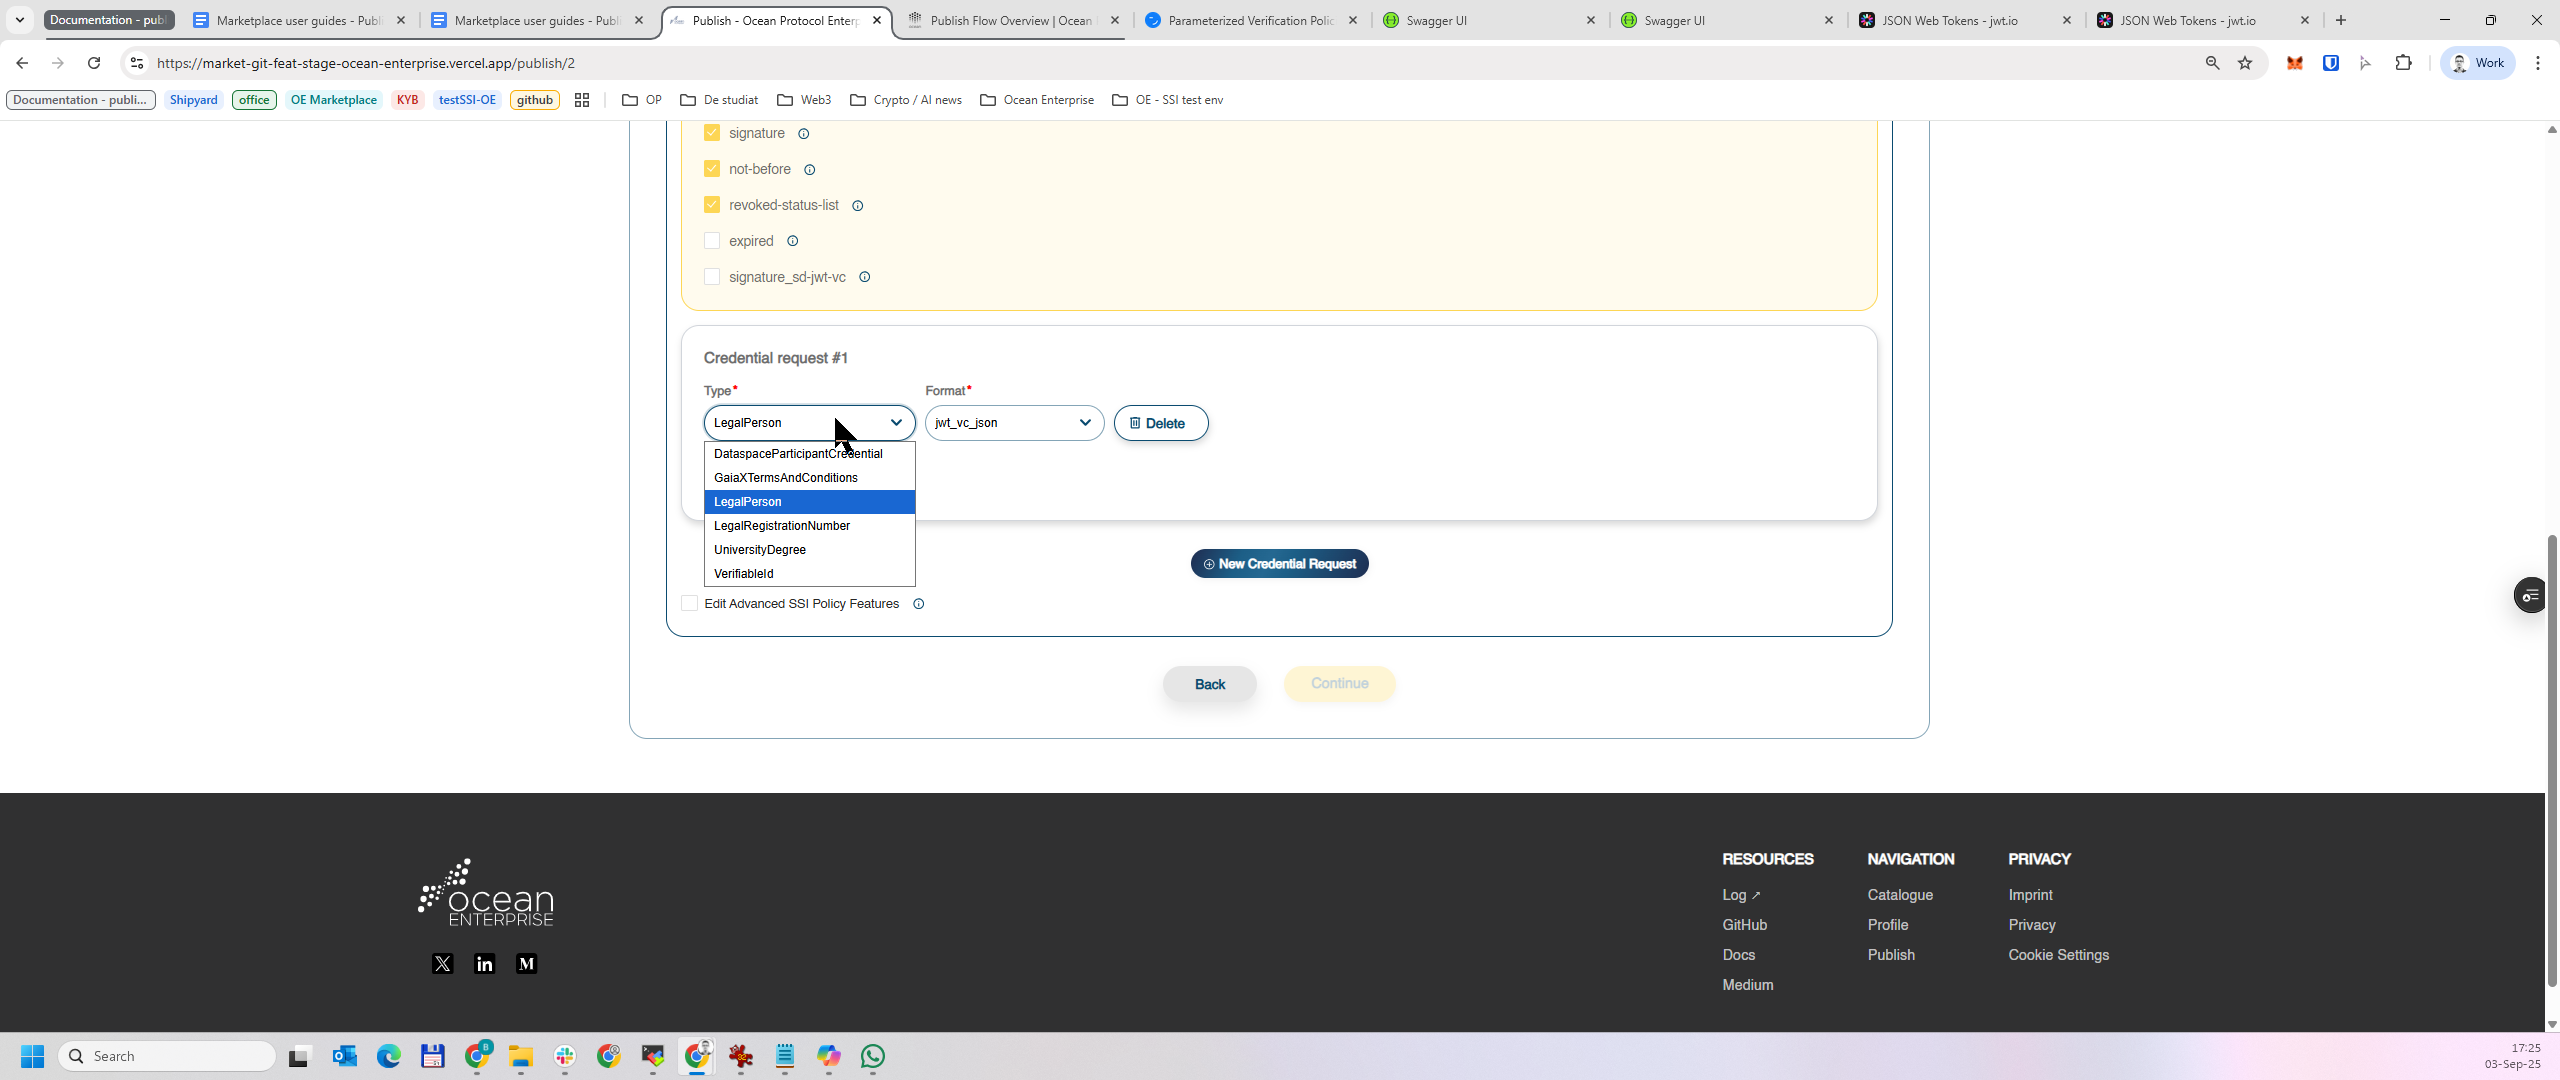 Documentation - publ
Marketplace user guides - Publi
Marketplace user guides - Publi
Publish - Ocean Protocol Enterp
Publish Flow Overview | Ocean
Parameterized Verification Polic
Swagger UI
Swagger UI
JSON Web Tokens - jwt.io
JSON Web Tokens - jwt.io
https://market-git-feat-stage-ocean-enterprise.vercel.app/publish/2
Work
Documentation - publi...
Shipyard
office
OE Marketplace
KYB
testSSI-OE
github
OP
De studiat
Web3
Crypto / AI news
Ocean Enterprise
OE - SSI test env
signature
not-before
revoked-status-list
expired
signature_sd-jwt-vc
Credential request #1
Type*
Format*
LegalPerson
jwt_vc_json
Delete
DataspaceParticipantCredential
GaiaXTermsAndConditions
LegalPerson
LegalRegistrationNumber
UniversityDegree
VerifiableId
New Credential Request
Edit Advanced SSI Policy Features
Back
Continue
ocean
ENTERPRISE
RESOURCES
Log ↗
GitHub
Docs
Medium
NAVIGATION
Catalogue
Profile
Publish
PRIVACY
Imprint
Privacy
Cookie Settings
Search
17:25
03-Sep-25